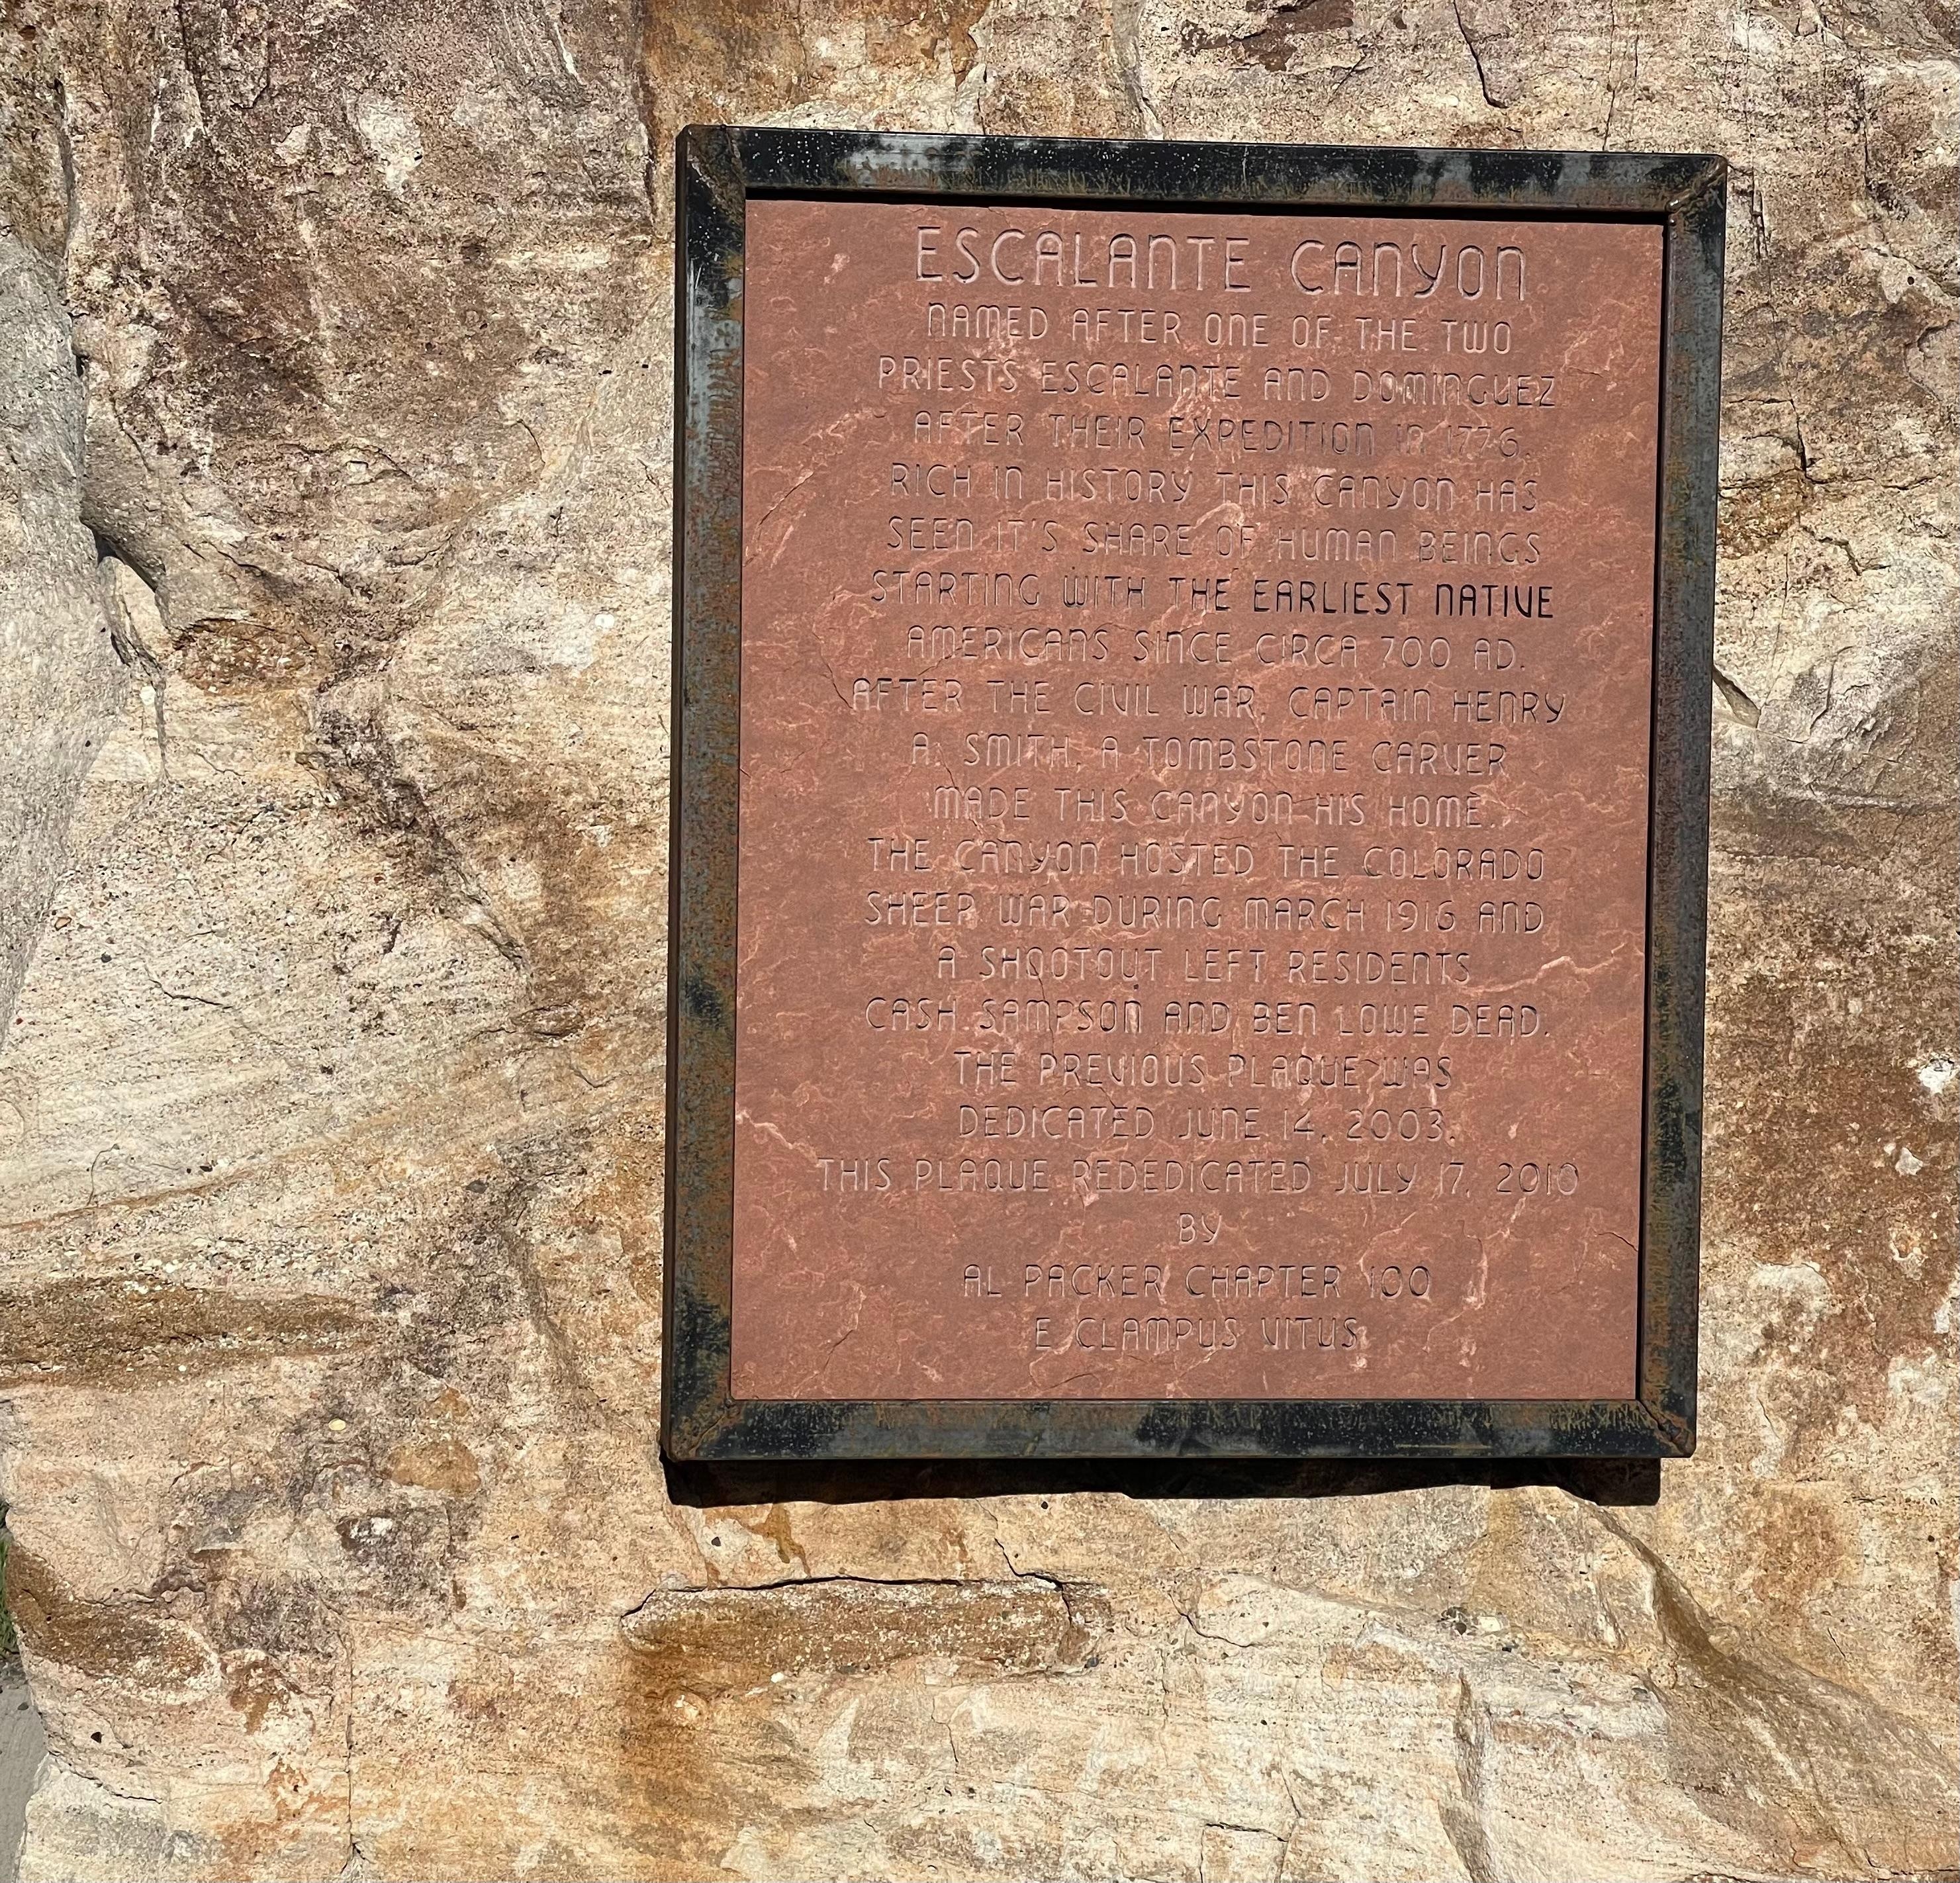 ESCALANTE CANYON
NAMED AFTER ONE OF THE TWO
PRIESTS ESCALANTE AND DOMINGUEZ
AFTER THEIR EXPEDITION IN 1776.
RICH IN HISTORY THIS CANYON HAS
SEEN IT'S SHARE OF HUMAN BEINGS
STARTING WITH THE EARLIEST NATIVE
AMERICANS SINCE CIRCA 700 AD.
AFTER THE CIVIL WAR, CAPTAIN HENRY
A. SMITH, A TOMBSTONE CARVER
MADE THIS CANYON HIS HOME.
THE CANYON HOSTED THE COLORADO
SHEEP WAR DURING MARCH 1916 AND
A SHOOTOUT LEFT RESIDENTS
CASH SAMPSON AND BEN LOWE DEAD.
THE PREVIOUS PLAQUE WAS
DEDICATED JUNE 14, 2003.
THIS PLAQUE REDEDICATED JULY 17, 2010
BY
AL PACKER CHAPTER 100
E CLAMPUS VITUS